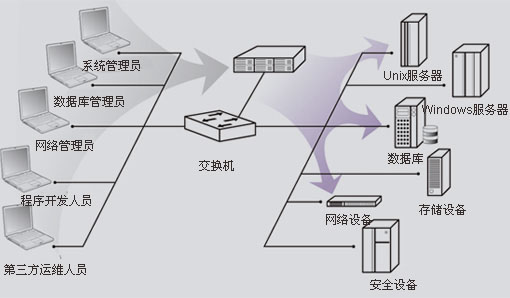 系统管理员
Unix服务器
数据库管理员
Windows服务器
网络管理员
交换机
数据库
程序开发人员
存储设备
网络设备
第三方运维人员
安全设备